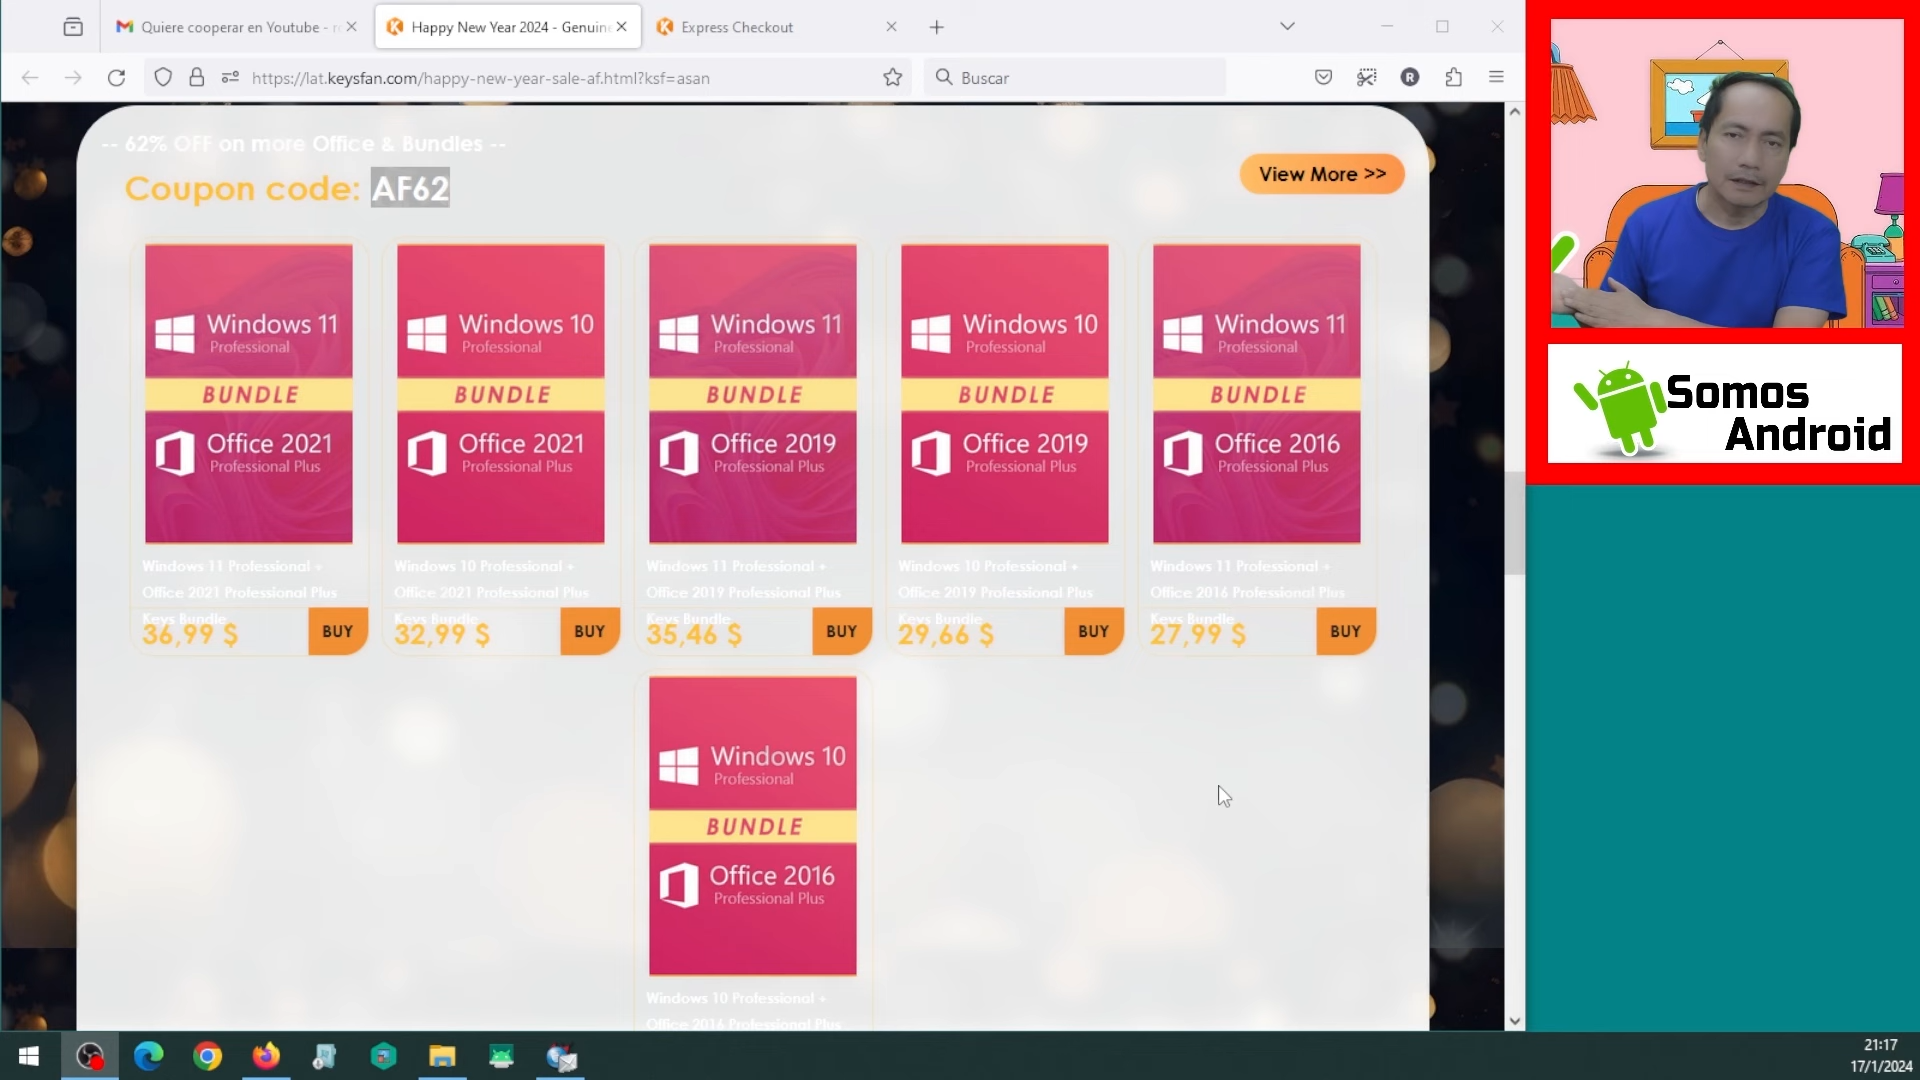 Quiere cooperar en Youtube - r
Happy New Year 2024 - Genuine
Express Checkout
https://lat.keysfan.com/happy-new-year-sale-af.html?ksf=asan
Buscar
R
-- 62% OFF on more Office & Bundles --
Coupon code: AF62
View More >>
Windows 11
Professional
BUNDLE
Office 2021
Professional Plus
Windows 11 Professional +
Office 2021 Professional Plus
Keys Bundle
36,99 $
BUY
Windows 10
Professional
BUNDLE
Office 2021
Professional Plus
Windows 10 Professional +
Office 2021 Professional Plus
Keys Bundle
32,99 $
BUY
Windows 11
Professional
BUNDLE
Office 2019
Professional Plus
Windows 11 Professional +
Office 2019 Professional Plus
Keys Bundle
35,46 $
BUY
Windows 10
Professional
BUNDLE
Office 2019
Professional Plus
Windows 10 Professional +
Office 2019 Professional Plus
Keys Bundle
29,66 $
BUY
Windows 11
Professional
BUNDLE
Office 2016
Professional Plus
Windows 11 Professional +
Office 2016 Professional Plus
Keys Bundle
27,99 $
BUY
Windows 10
Professional
BUNDLE
Office 2016
Professional Plus
Windows 10 Professional +
Office 2016 Professional Plus
Somos
Android
21:17
17/1/2024